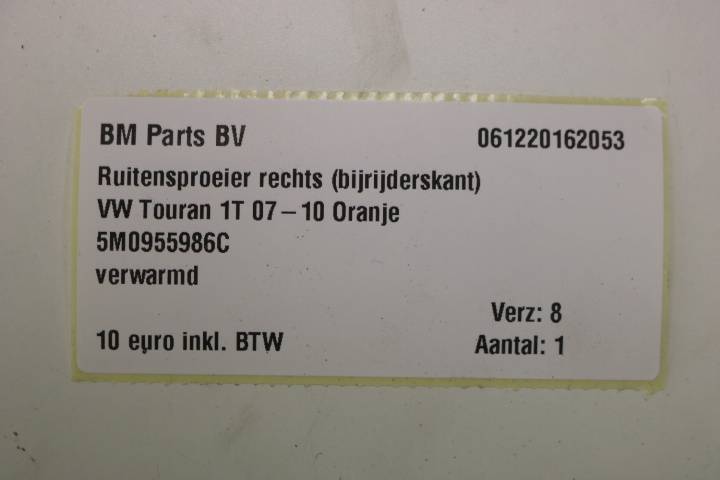 BM Parts BV 061220162053
Ruitensproeier rechts (bijrijderskant)
VW Touran 1T 07 – 10 Oranje
5M0955986C
verwarmd
Verz: 8
10 euro inkl. BTW Aantal: 1